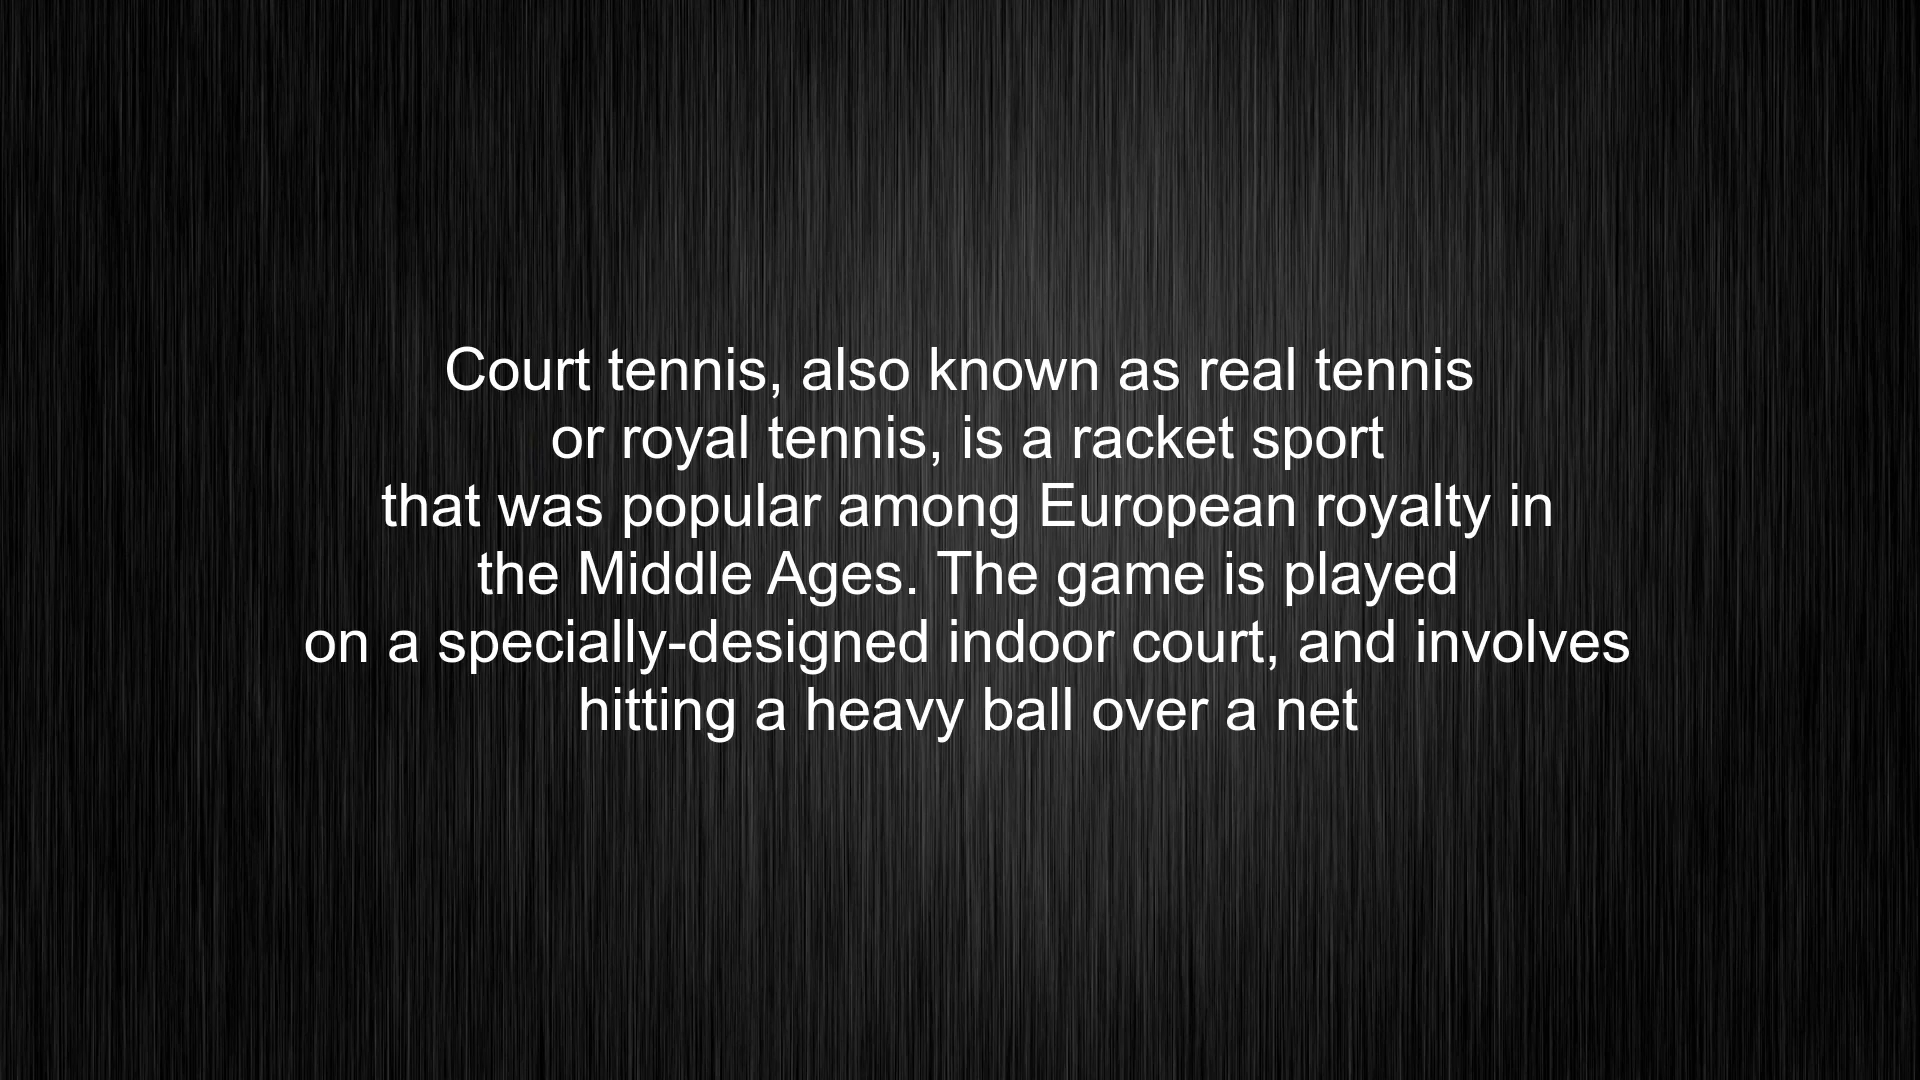 Court tennis, also known as real tennis
or royal tennis, is a racket sport
that was popular among European royalty in
the Middle Ages. The game is played
on a specially-designed indoor court, and involves
hitting a heavy ball over a net